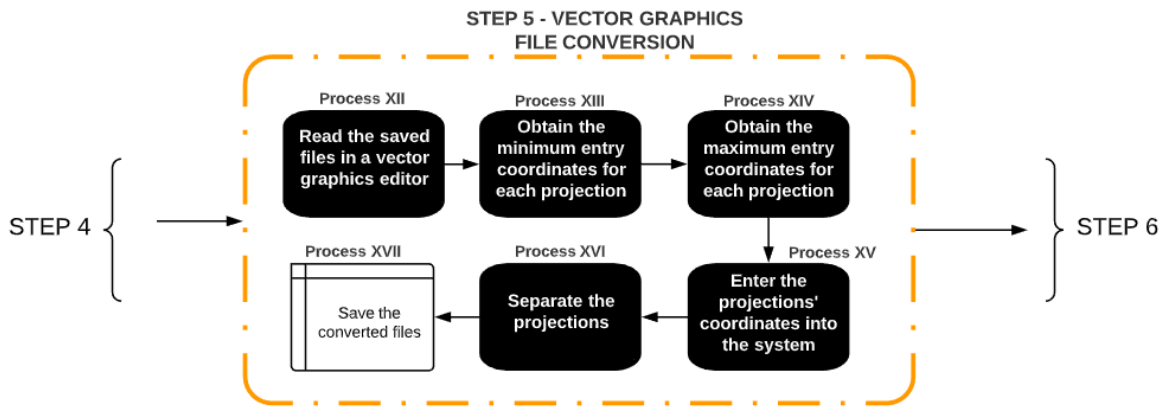 STEP 5 - VECTOR GRAPHICS
FILE CONVERSION
Process XII
Read the saved
files in a vector
graphics editor
Process XIII
Obtain the
minimum entry
coordinates for
each projection
Process XIV
Obtain the
maximum entry
coordinates for
each projection
STEP 4
STEP 6
Process XV
Enter the
projections'
coordinates into
the system
Process XVI
Separate the
projections
Process XVII
Save the
converted files